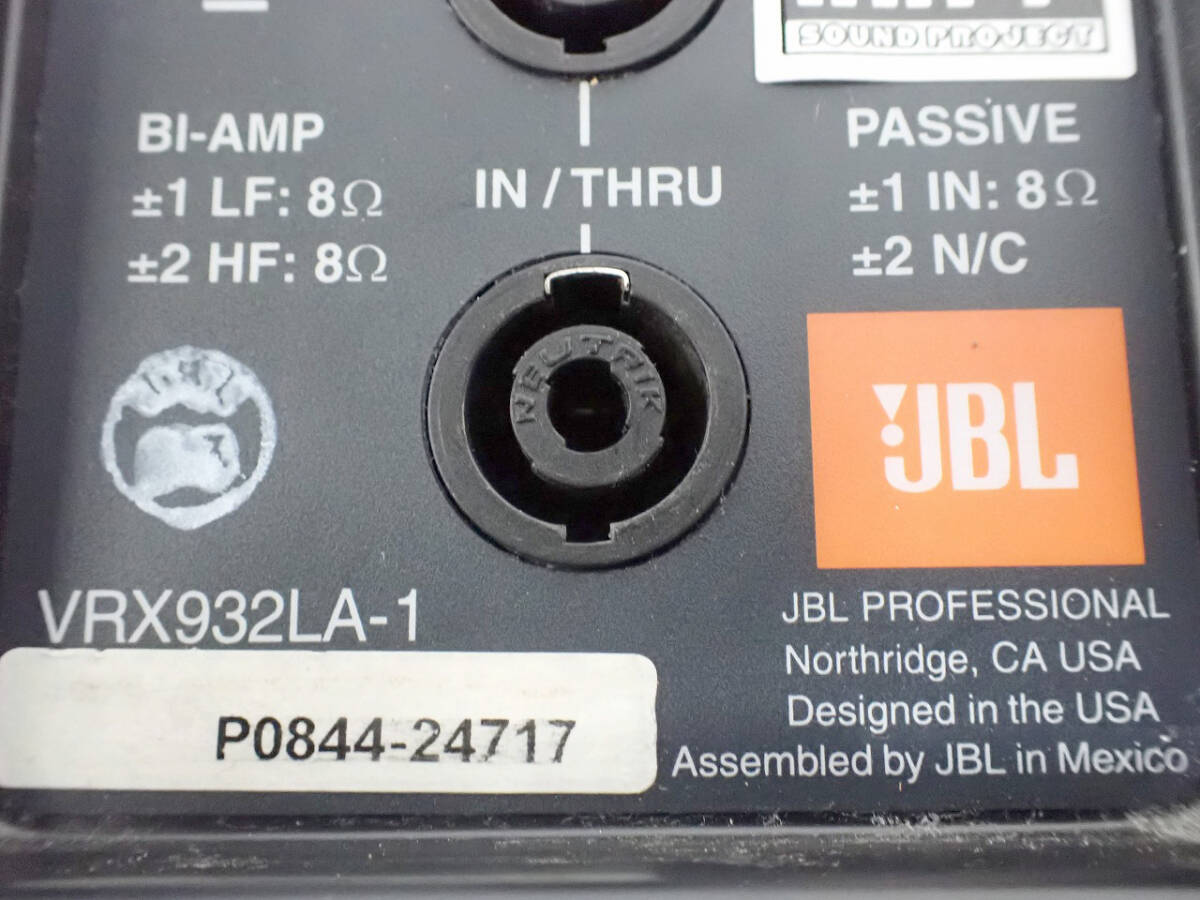 SOUND PROJECT
BI-AMP
±1 LF: 8Ω
±2 HF: 8Ω
IN / THRU
PASSIVE
±1 IN: 8Ω
±2 N/C
NEUTRIK
JBL
VRX932LA-1
P0844-24717
JBL PROFESSIONAL
Northridge, CA USA
Designed in the USA
Assembled by JBL in Mexico